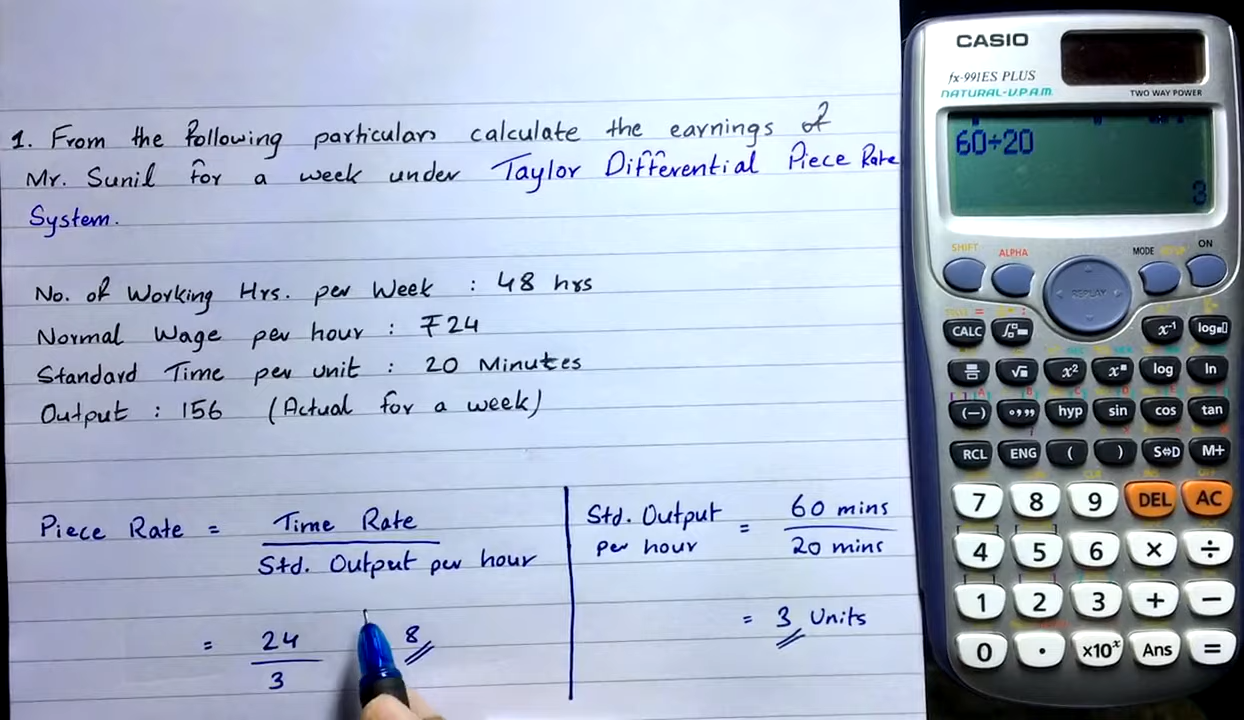 1. From the following particulars calculate the earnings of
Mr. Sunil for a week under Taylor Differential Piece Rate
System.
No. of Working Hrs. per Week : 48 hrs
Normal Wage per hour : ₹24
Standard Time per unit : 20 Minutes
Output : 156 (Actual for a week)
Piece Rate = Time Rate
Std. Output per hour
= 24
3
8
Std. Output
per hour
= 60 mins
20 mins
= 3 Units
CASIO
fx-991ES PLUS
NATURAL-V.P.A.M.
TWO WAY POWER
60÷20
3
SHIFT
ALPHA
MODE
ON
REPLAY
CALC
x⁻¹
log
x²
log
ln
(−)
hyp
sin
cos
tan
RCL
ENG
(
)
S⇔D
M+
7 8 9 DEL AC
4 5 6 × ÷
1 2 3 + −
0 • ×10ˣ Ans =